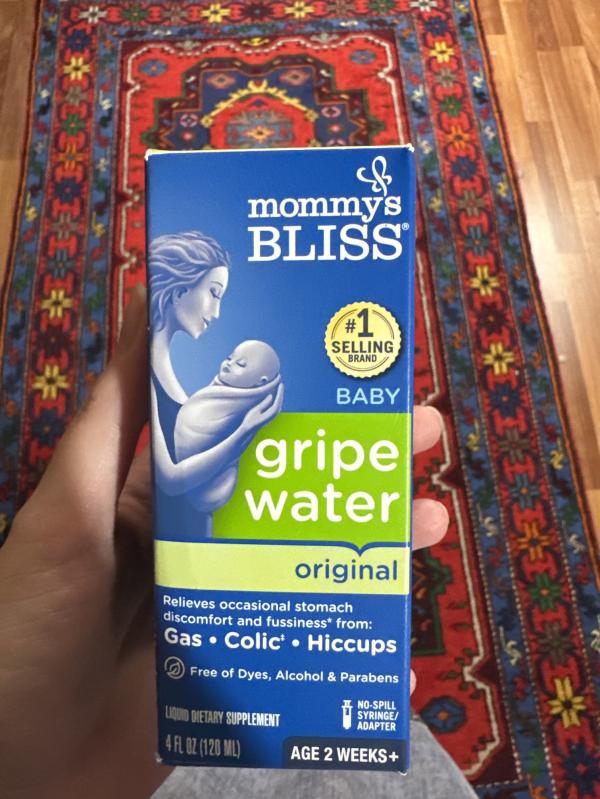 mommy's
BLISS®
#1
SELLING
BRAND
BABY
gripe
water
original
Relieves occasional stomach
discomfort and fussiness* from:
Gas • Colic‡ • Hiccups
Free of Dyes, Alcohol & Parabens
LIQUID DIETARY SUPPLEMENT
4 FL OZ (120 ML)
NO-SPILL
SYRINGE/
ADAPTER
AGE 2 WEEKS+